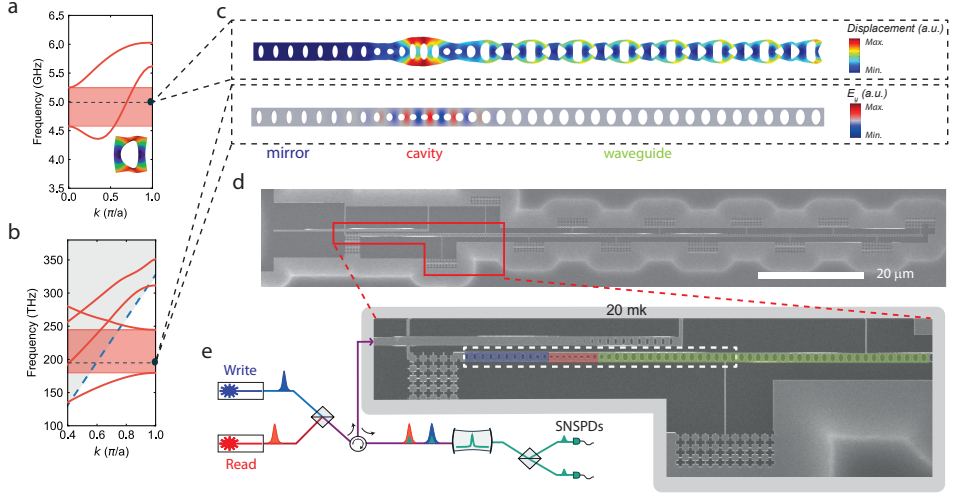 a
Frequency (GHz)
6.5
6.0
5.5
5.0
4.5
4.0
3.5
0.0
0.5
1.0
k (π/a)
b
Frequency (THz)
350
300
250
200
150
100
0.4
0.6
0.8
1.0
k (π/a)
c
Displacement (a.u.)
Max.
Min.
E_y (a.u.)
Max.
Min.
mirror
cavity
waveguide
d
20 μm
20 mk
e
Write
Read
SNSPDs